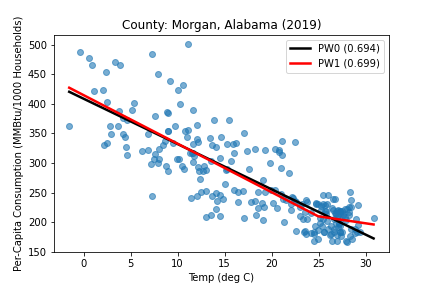 County: Morgan, Alabama (2019)
PW0 (0.694)
PW1 (0.699)
Per-Capita Consumption (MMBtu/1000 Households)
500
450
400
350
300
250
200
150
0 5 10 15 20 25 30
Temp (deg C)